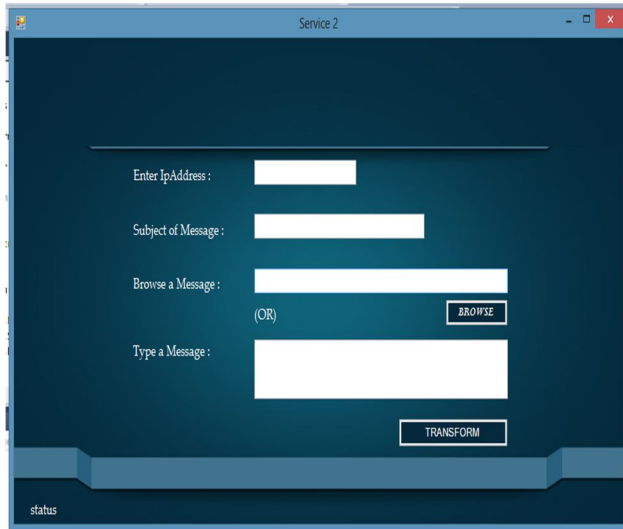 Service 2
Enter IpAddress :
Subject of Message :
Browse a Message :
(OR)
BROWSE
Type a Message :
TRANSFORM
status